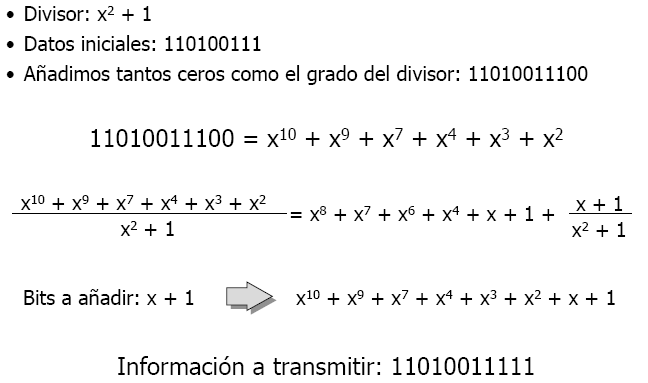 • Divisor: x² + 1
• Datos iniciales: 110100111
• Añadimos tantos ceros como el grado del divisor: 11010011100
11010011100 = x¹⁰ + x⁹ + x⁷ + x⁴ + x³ + x²
x¹⁰ + x⁹ + x⁷ + x⁴ + x³ + x²
x² + 1
= x⁸ + x⁷ + x⁶ + x⁴ + x + 1 +
x + 1
x² + 1
Bits a añadir: x + 1
x¹⁰ + x⁹ + x⁷ + x⁴ + x³ + x² + x + 1
Información a transmitir: 11010011111